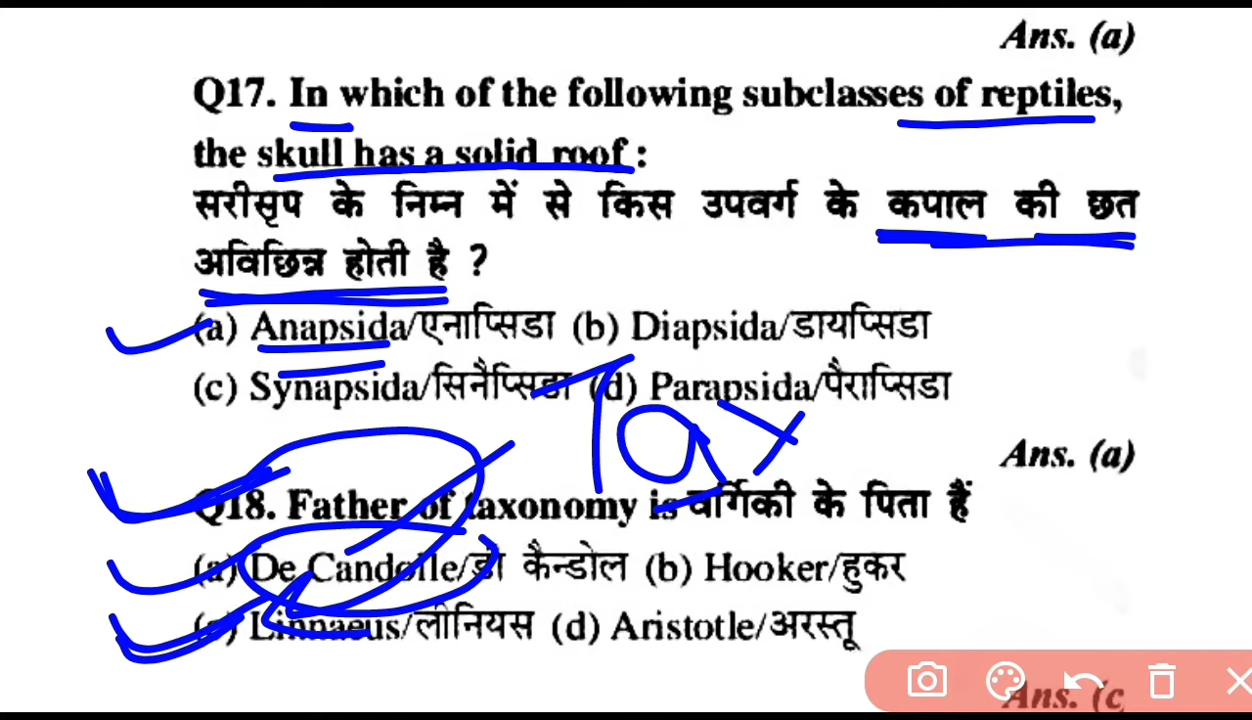 Ans. (a)
Q17. In which of the following subclasses of reptiles,
the skull has a solid roof :
सरीसृप के निम्न में से किस उपवर्ग के कपाल की छत
अविछिन्न होती है ?
(a) Anapsida/एनाप्सिडा (b) Diapsida/डायप्सिडा
(c) Synapsida/सिनैप्सिडा (d) Parapsida/पैराप्सिडा
Tax
Ans. (a)
Q18. Father of taxonomy is वर्गिकी के पिता हैं
(a) De Candolle/डी कैन्डोल (b) Hooker/हुकर
(c) Linnaeus/लीनियस (d) Aristotle/अरस्तू
Ans. (c